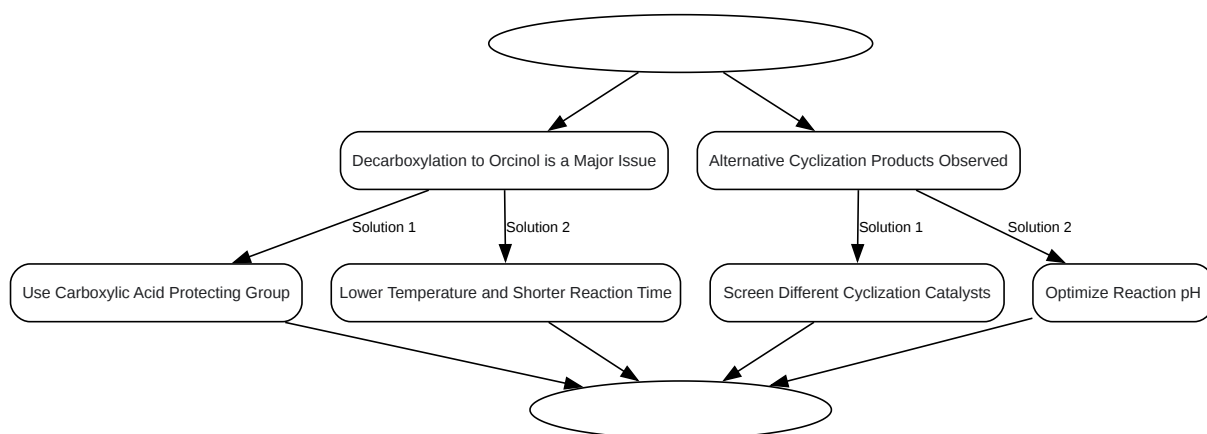 Decarboxylation to Orcinol is a Major Issue
Alternative Cyclization Products Observed
Solution 1
Solution 2
Solution 1
Solution 2
Use Carboxylic Acid Protecting Group
Lower Temperature and Shorter Reaction Time
Screen Different Cyclization Catalysts
Optimize Reaction pH